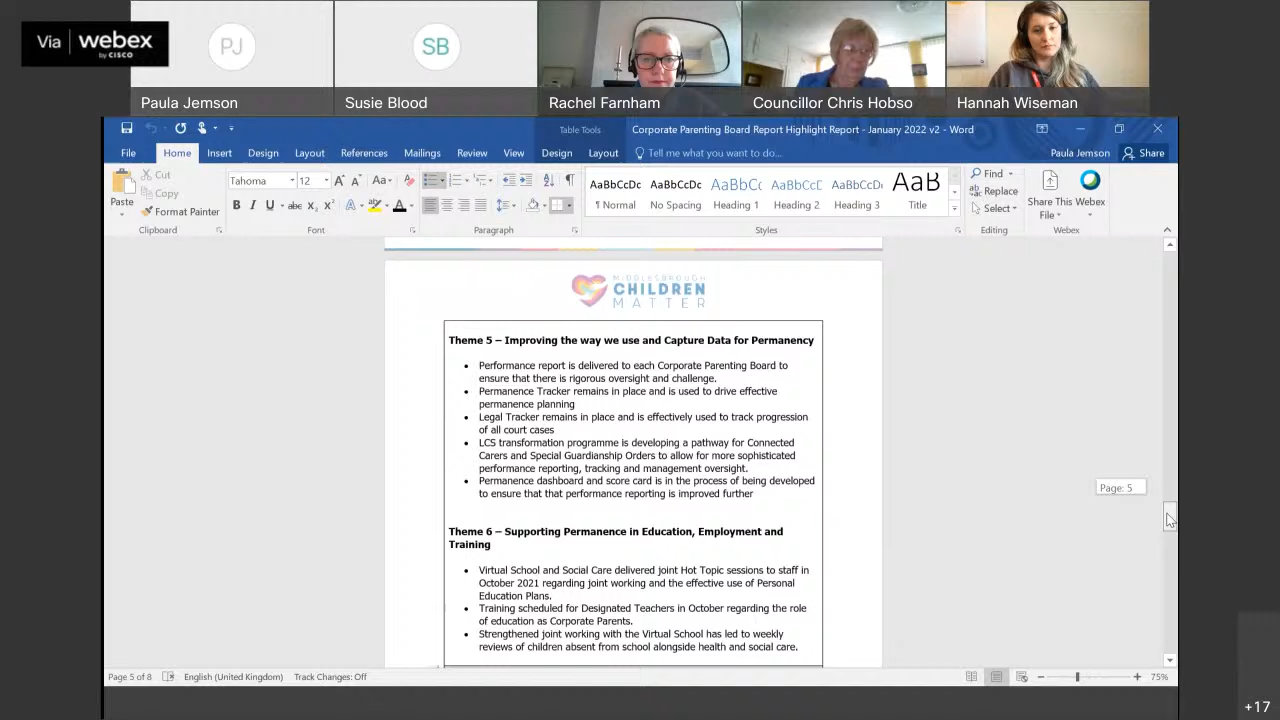 Via webex
by CISCO
PJ
SB
Paula Jemson
Susie Blood
Rachel Farnham
Councillor Chris Hobso
Hannah Wiseman
Table Tools
Corporate Parenting Board Report Highlight Report - January 2022 v2 - Word
File Home Insert Design Layout References Mailings Review View Design Layout Tell me what you want to do... Paula Jemson Share
Paste
Cut
Copy
Format Painter
Clipboard
Tahoma 12
Font
Paragraph
AaBbCcDc AaBbCcDc AaBbC( AaBbCcD AaBbCcD AaB
¶ Normal No Spacing Heading 1 Heading 2 Heading 3 Title
Styles
Find
Replace
Select
Editing
Share This File
Webex
Webex
MIDDLESBROUGH
CHILDREN
MATTER
Theme 5 – Improving the way we use and Capture Data for Permanency
• Performance report is delivered to each Corporate Parenting Board to
ensure that there is rigorous oversight and challenge.
• Permanence Tracker remains in place and is used to drive effective
permanence planning
• Legal Tracker remains in place and is effectively used to track progression
of all court cases
• LCS transformation programme is developing a pathway for Connected
Carers and Special Guardianship Orders to allow for more sophisticated
performance reporting, tracking and management oversight.
• Permanence dashboard and score card is in the process of being developed
to ensure that that performance reporting is improved further
Theme 6 – Supporting Permanence in Education, Employment and
Training
• Virtual School and Social Care delivered joint Hot Topic sessions to staff in
October 2021 regarding joint working and the effective use of Personal
Education Plans.
• Training scheduled for Designated Teachers in October regarding the role
of education as Corporate Parents.
• Strengthened joint working with the Virtual School has led to weekly
reviews of children absent from school alongside health and social care.
Page: 5
Page 5 of 8 English (United Kingdom) Track Changes: Off 75%
+17